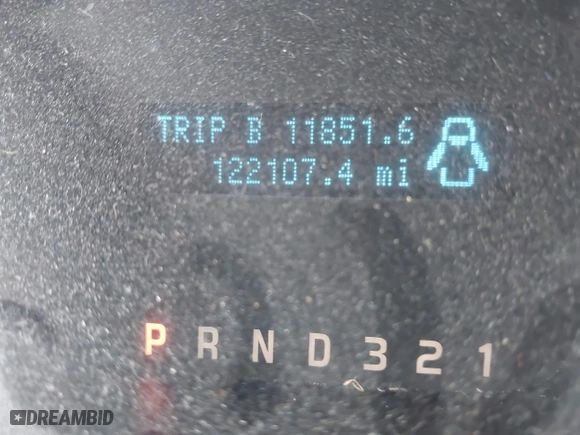 TRIP B 11851.6
122107.4 mi
P R N D 3 2 1
DREAMBID